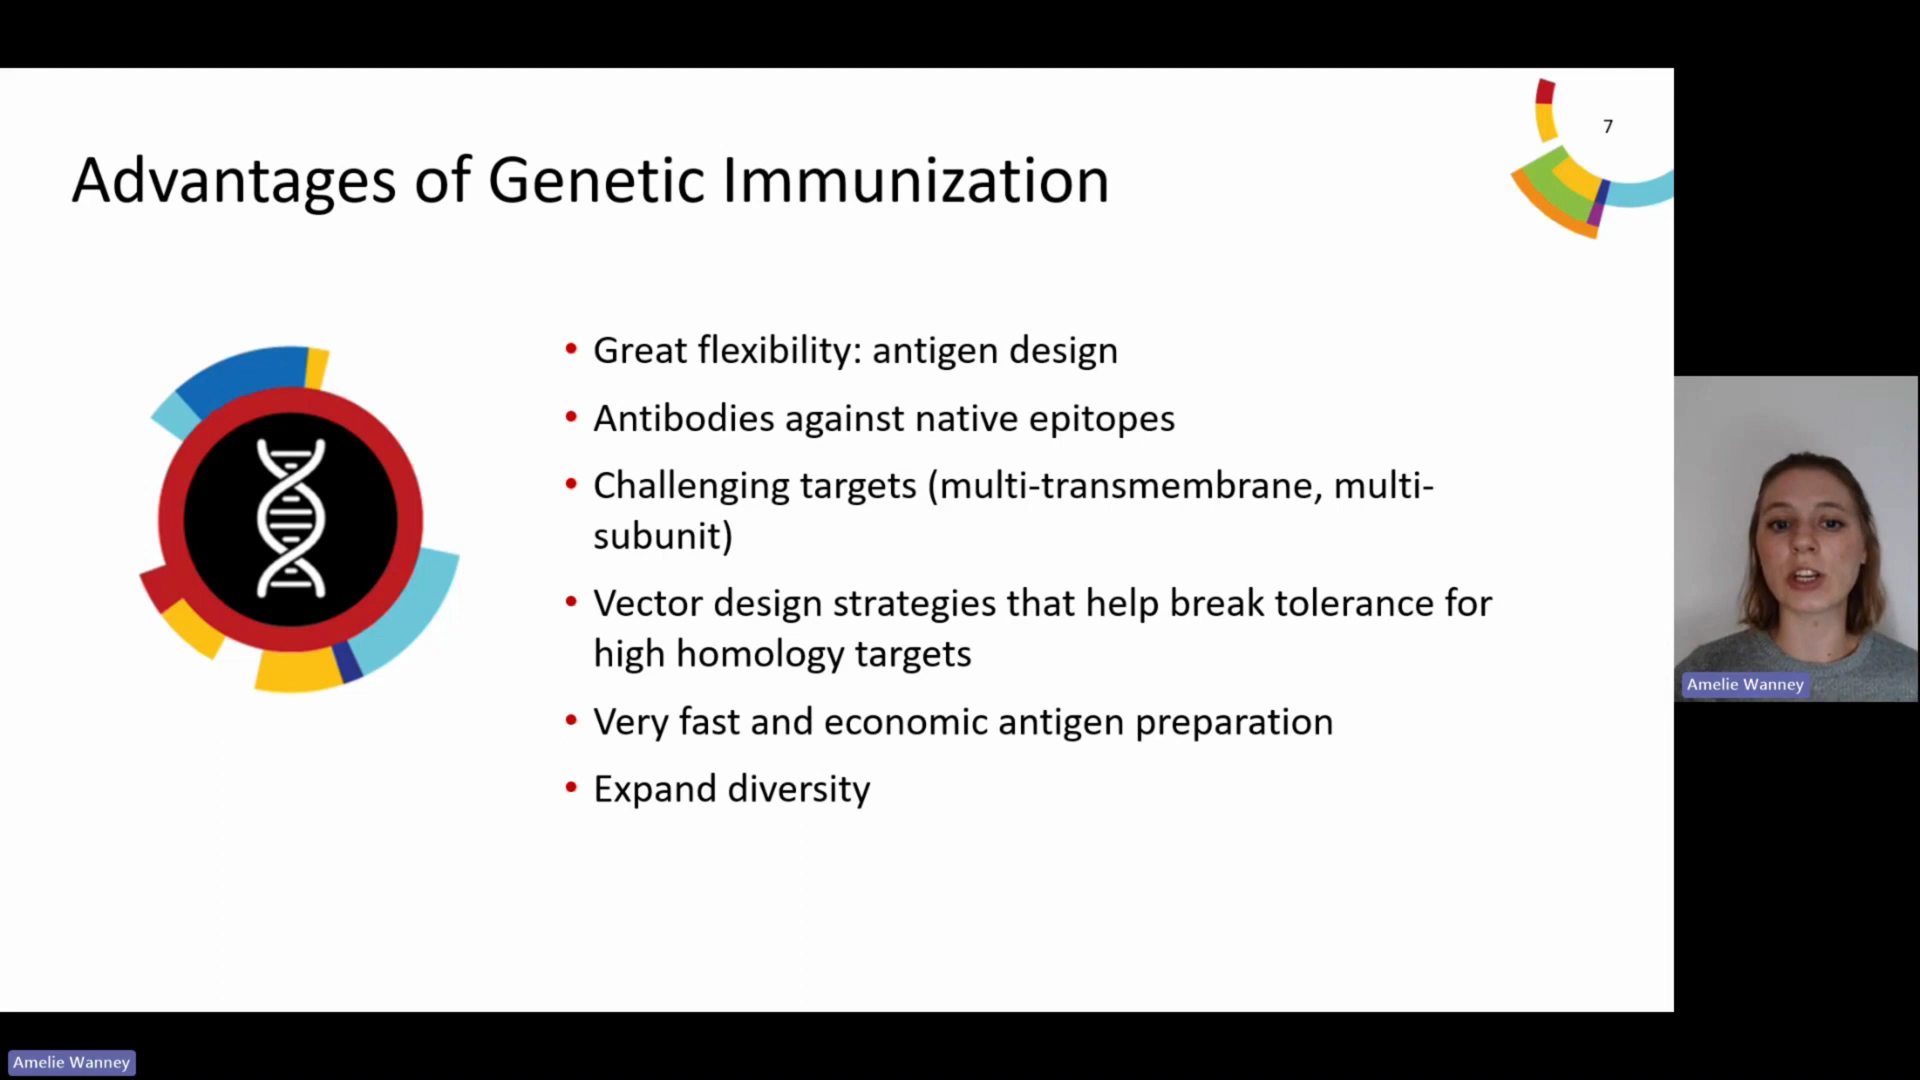 7
Advantages of Genetic Immunization
• Great flexibility: antigen design
• Antibodies against native epitopes
• Challenging targets (multi-transmembrane, multi-
subunit)
• Vector design strategies that help break tolerance for
high homology targets
• Very fast and economic antigen preparation
• Expand diversity
Amelie Wanney
Amelie Wanney